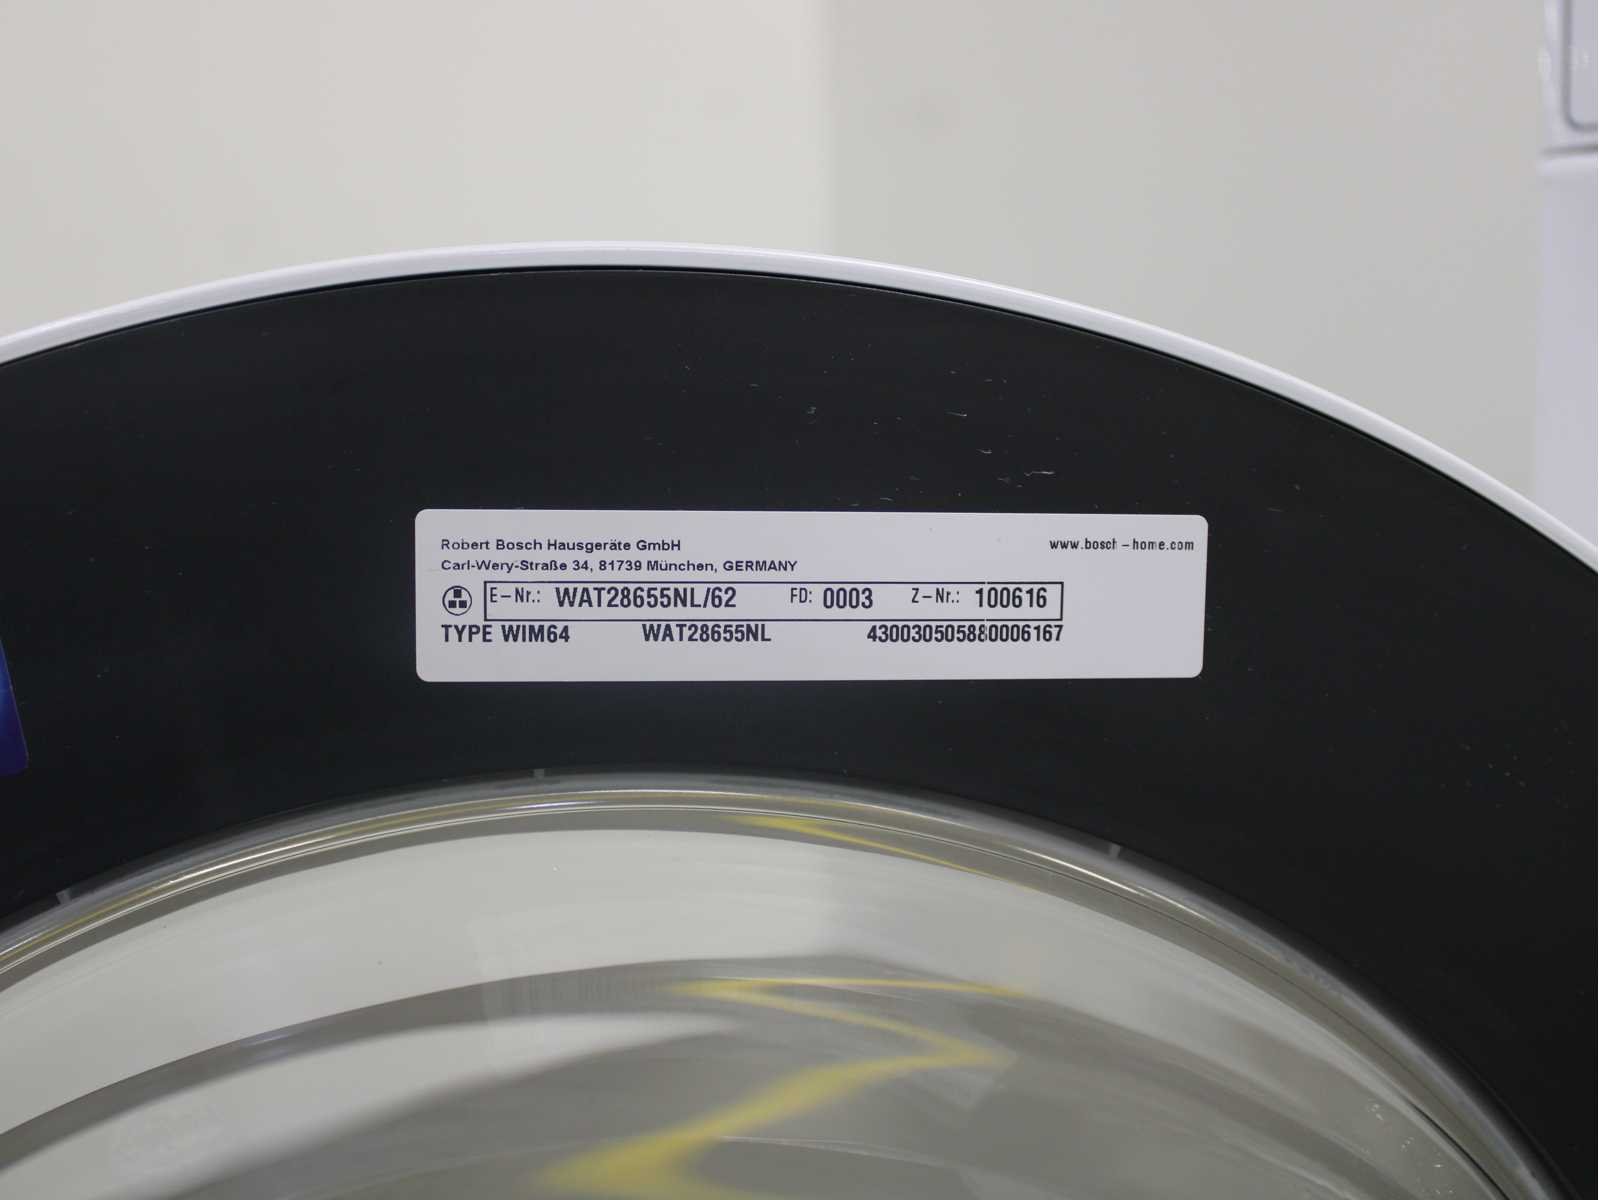 Robert Bosch Hausgeräte GmbH
www.bosch-home.com
Carl-Wery-Straße 34, 81739 München, GERMANY
E-Nr.: WAT28655NL/62 FD: 0003 Z-Nr.: 100616
TYPE WIM64 WAT28655NL 430030505880006167